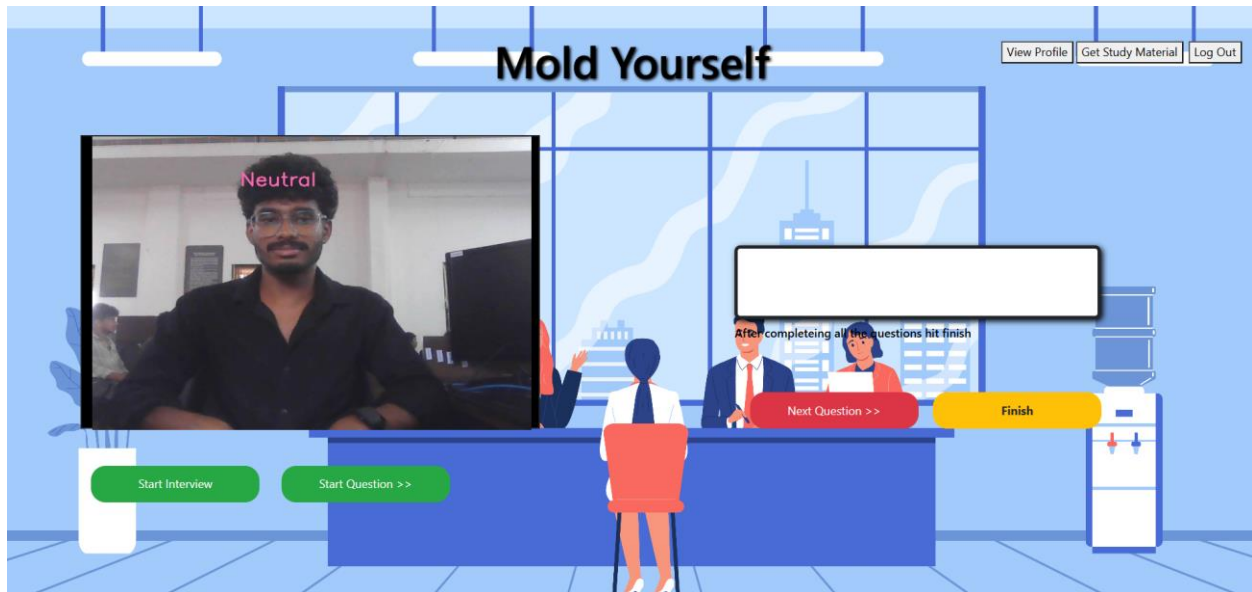 Mold Yourself
View Profile
Get Study Material
Log Out
Neutral
After completeing all the questions hit finish
Next Question >>
Finish
Start Interview
Start Question >>